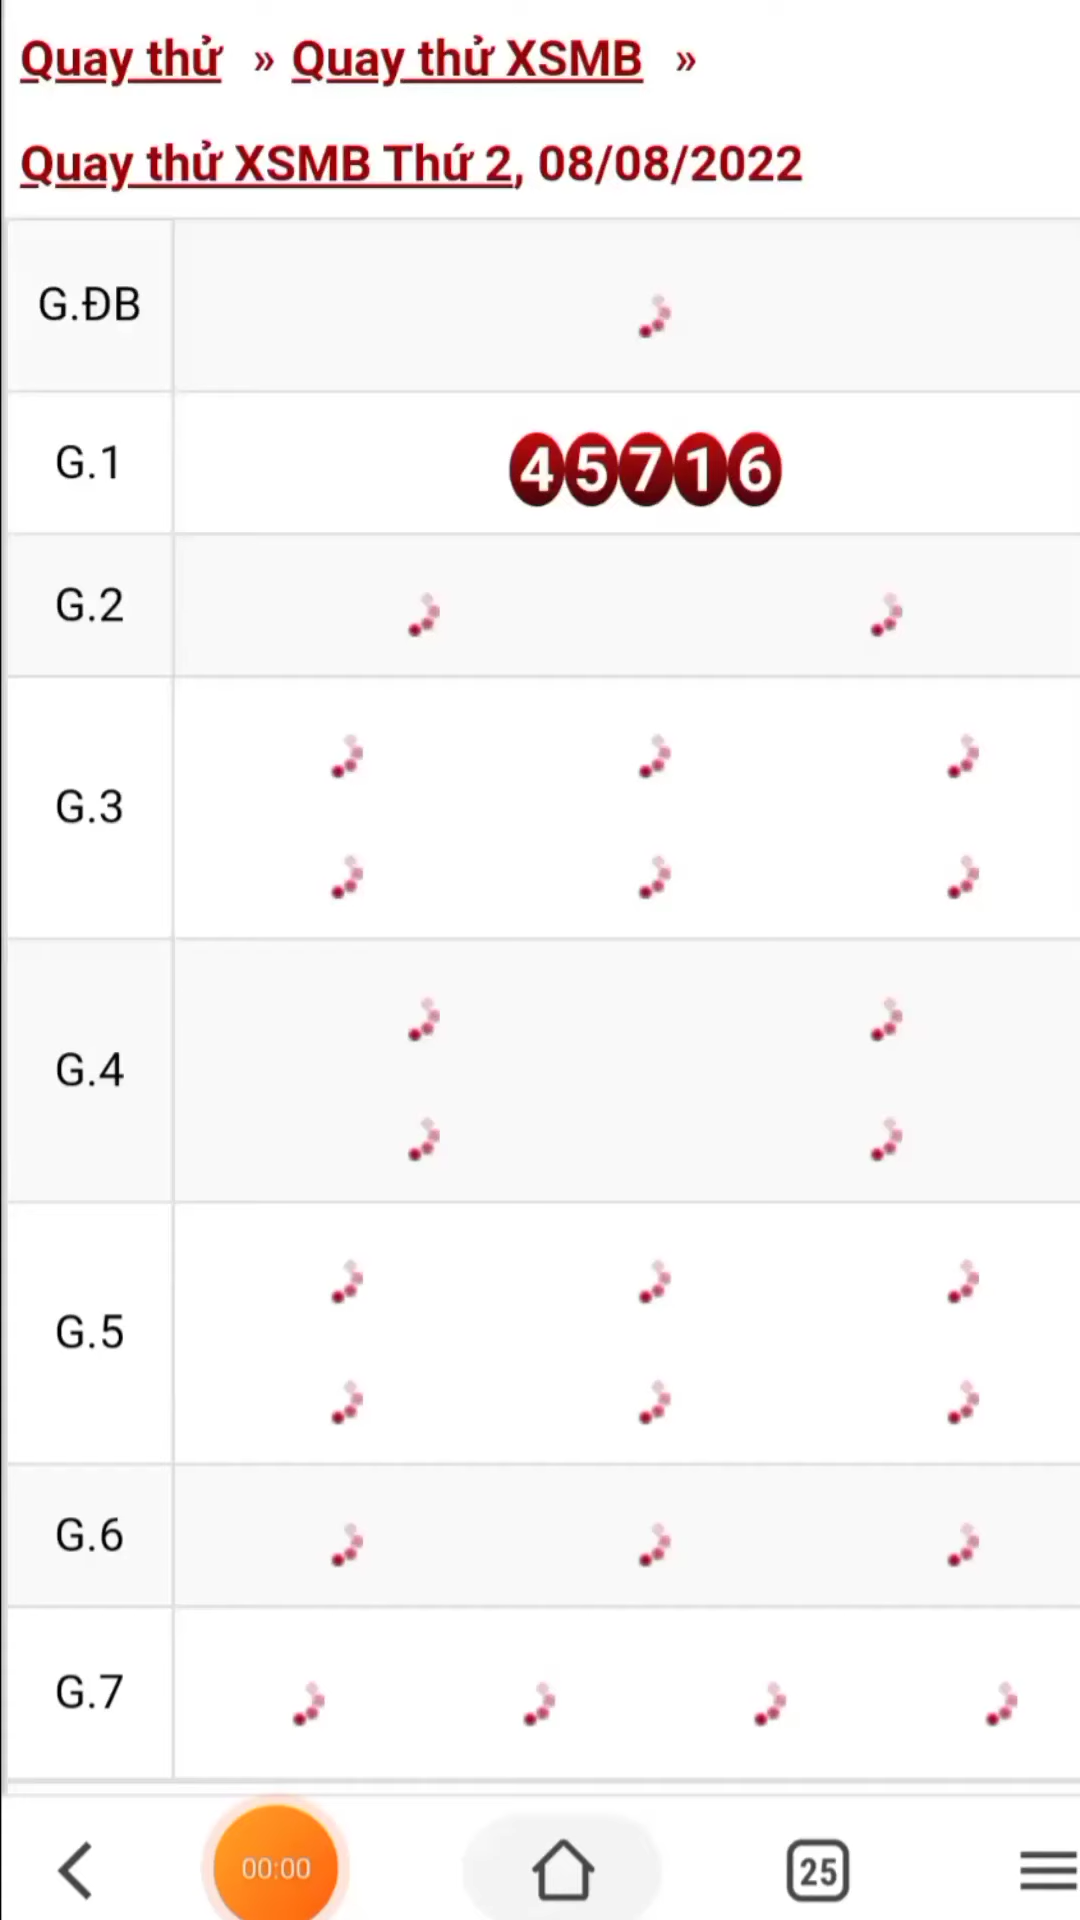 Quay thử » Quay thử XSMB »
Quay thử XSMB Thứ 2, 08/08/2022
G.ĐB
G.1 45716
G.2
G.3
G.4
G.5
G.6
G.7
00:00 25